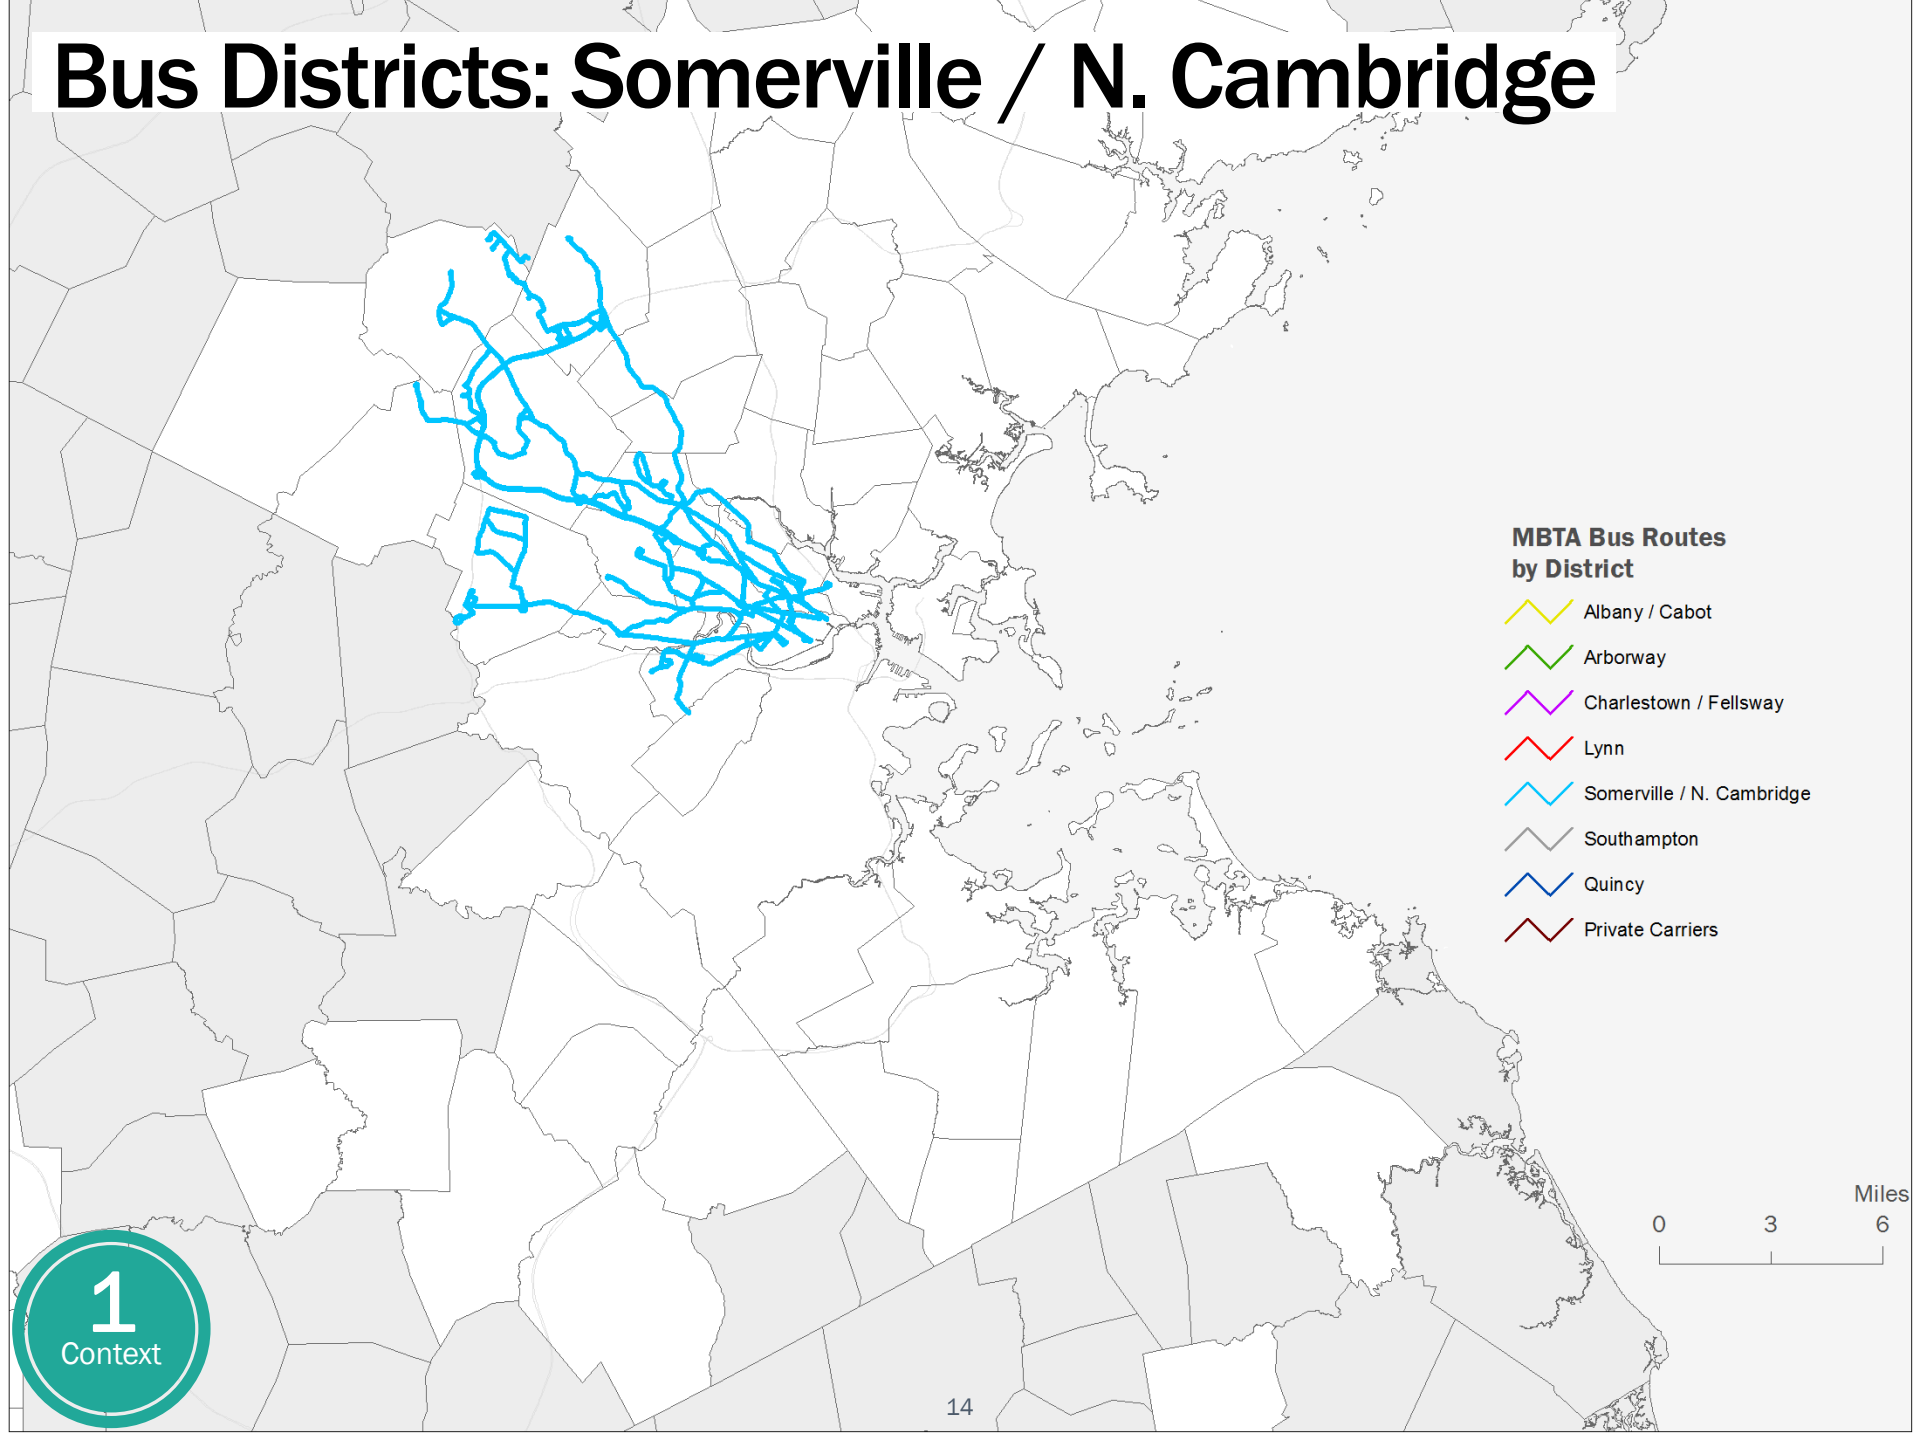 Bus Districts: Somerville / N. Cambridge
MBTA Bus Routes
by District
Albany / Cabot
Arborway
Charlestown / Fellsway
Lynn
Somerville / N. Cambridge
Southampton
Quincy
Private Carriers
Miles
0 3 6
1
Context
14